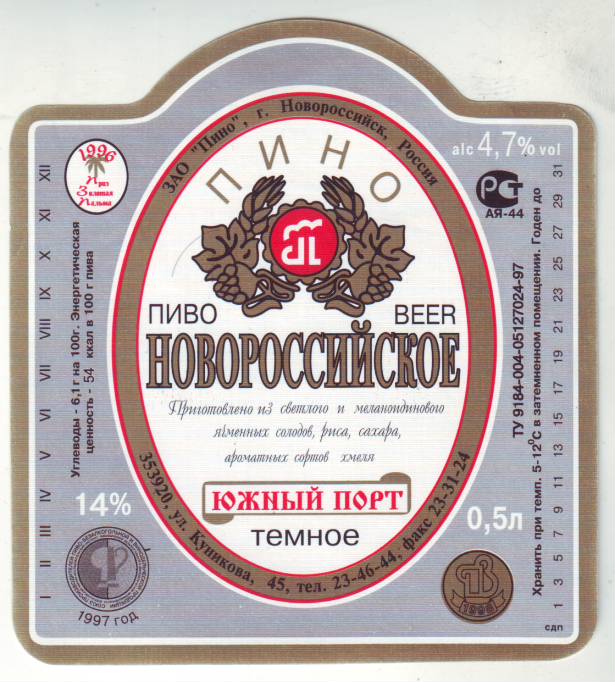 ЗАО "Пино", г. Новороссийск, Россия
ПИНО
1996
Приз
Золотая
Пальма
alc 4,7% vol
РСТ
АЯ-44
ПИВО BEER
НОВОРОССИЙСКОЕ
Приготовлено из светлого и меланоидинового
ячменных солодов, риса, сахара,
ароматных сортов хмеля
ЮЖНЫЙ ПОРТ
темное
353920, ул. Куникова, 45, тел. 23-46-44, факс 23-31-24
14%
0,5л
1997 год
1996
Углеводы - 6,1 г на 100г. Энергетическая
ценность - 54 ккал в 100 г пива
I II III IV V VI VII VIII IX X XI XII
ТУ 9184-004-05127024-97
Хранить при темп. 5-12°С в затемненном помещении. Годен до
1 3 5 7 9 11 13 15 17 19 21 23 25 27 29 31
сдп